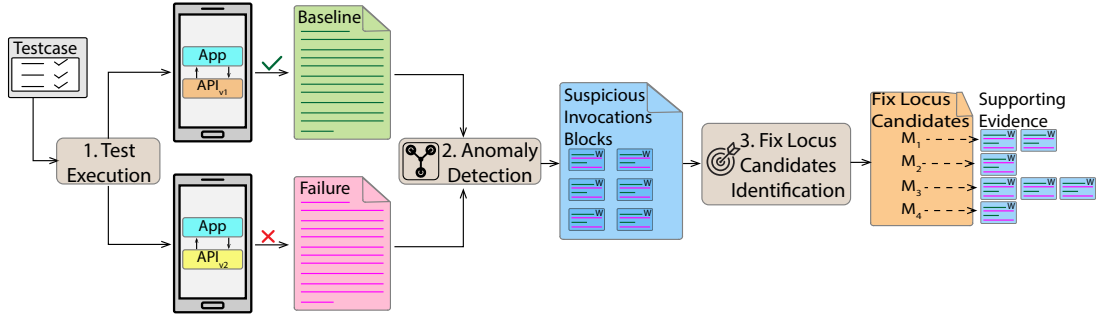 Testcase
1. Test
Execution
App
API v1
App
API v2
Baseline
Failure
2. Anomaly
Detection
Suspicious
Invocations
Blocks
W W
W W
W W
3. Fix Locus
Candidates
Identification
Fix Locus
Candidates
M1
M2
M3
M4
Supporting
Evidence
W W
W
W W W
W